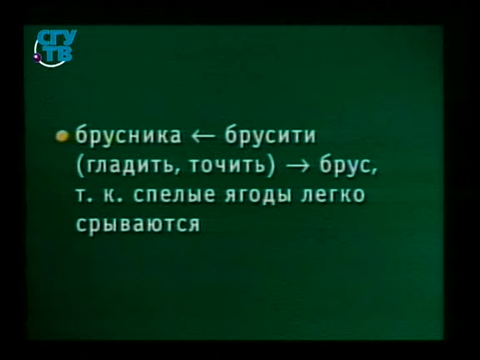 СГУ
ТВ
брусника ← брусити
(гладить, точить) → брус,
т. к. спелые ягоды легко
срываются